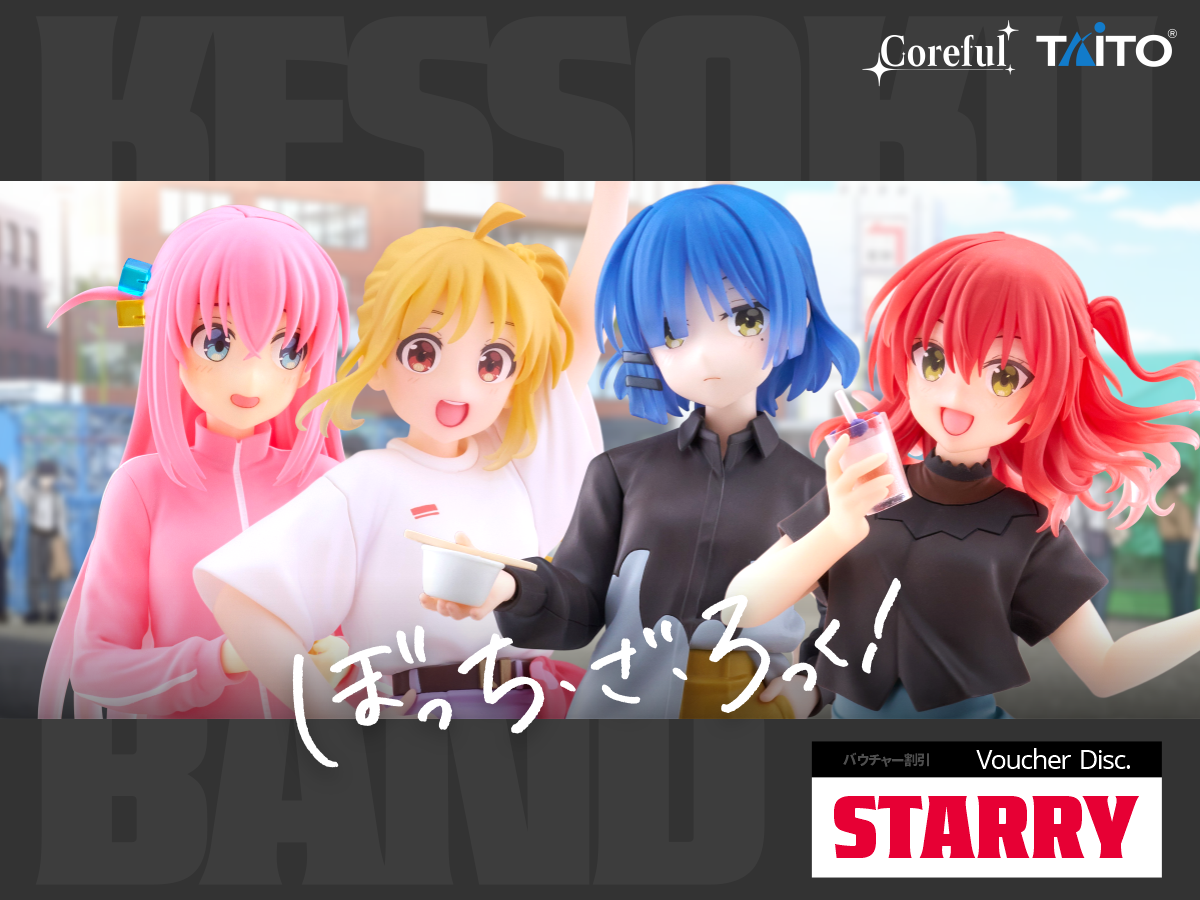 KESSOKU
Coreful
TAITO®
ぼっち・ざ・ろっく!
BAND
バウチャー割引
Voucher Disc.
STARRY